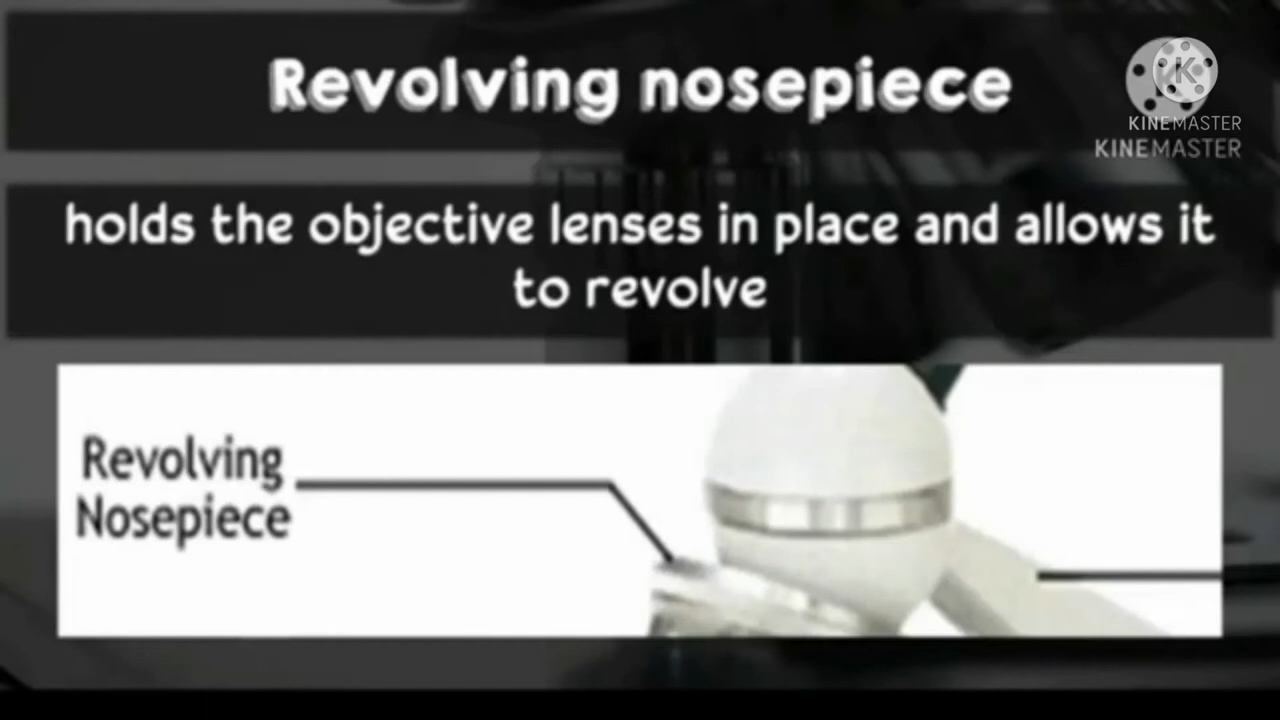 Revolving nosepiece
KINEMASTER
KINEMASTER
holds the objective lenses in place and allows it
to revolve
Revolving
Nosepiece